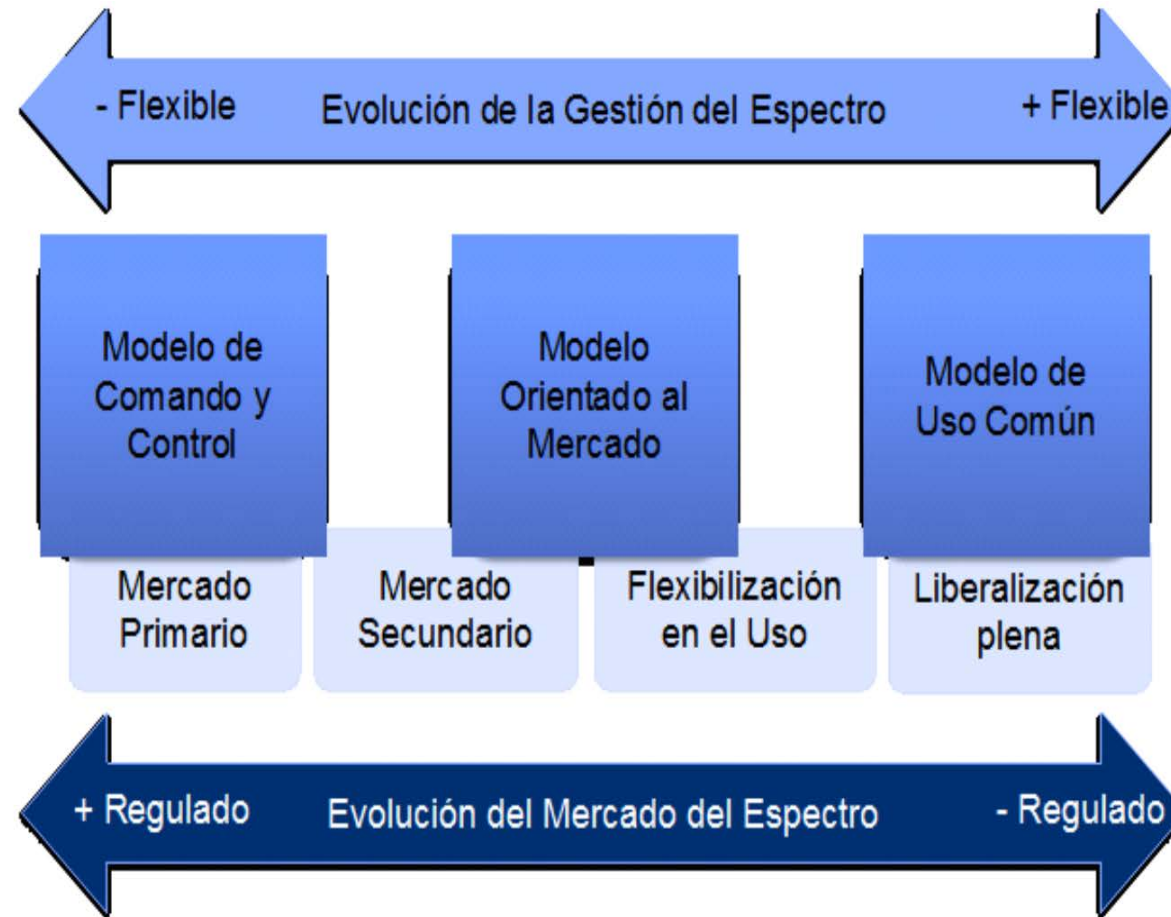 - Flexible
Evolución de la Gestión del Espectro
+ Flexible
Modelo de
Comando y
Control
Modelo
Orientado al
Mercado
Modelo de
Uso Común
Mercado
Primario
Mercado
Secundario
Flexibilización
en el Uso
Liberalización
plena
+ Regulado
Evolución del Mercado del Espectro
- Regulado